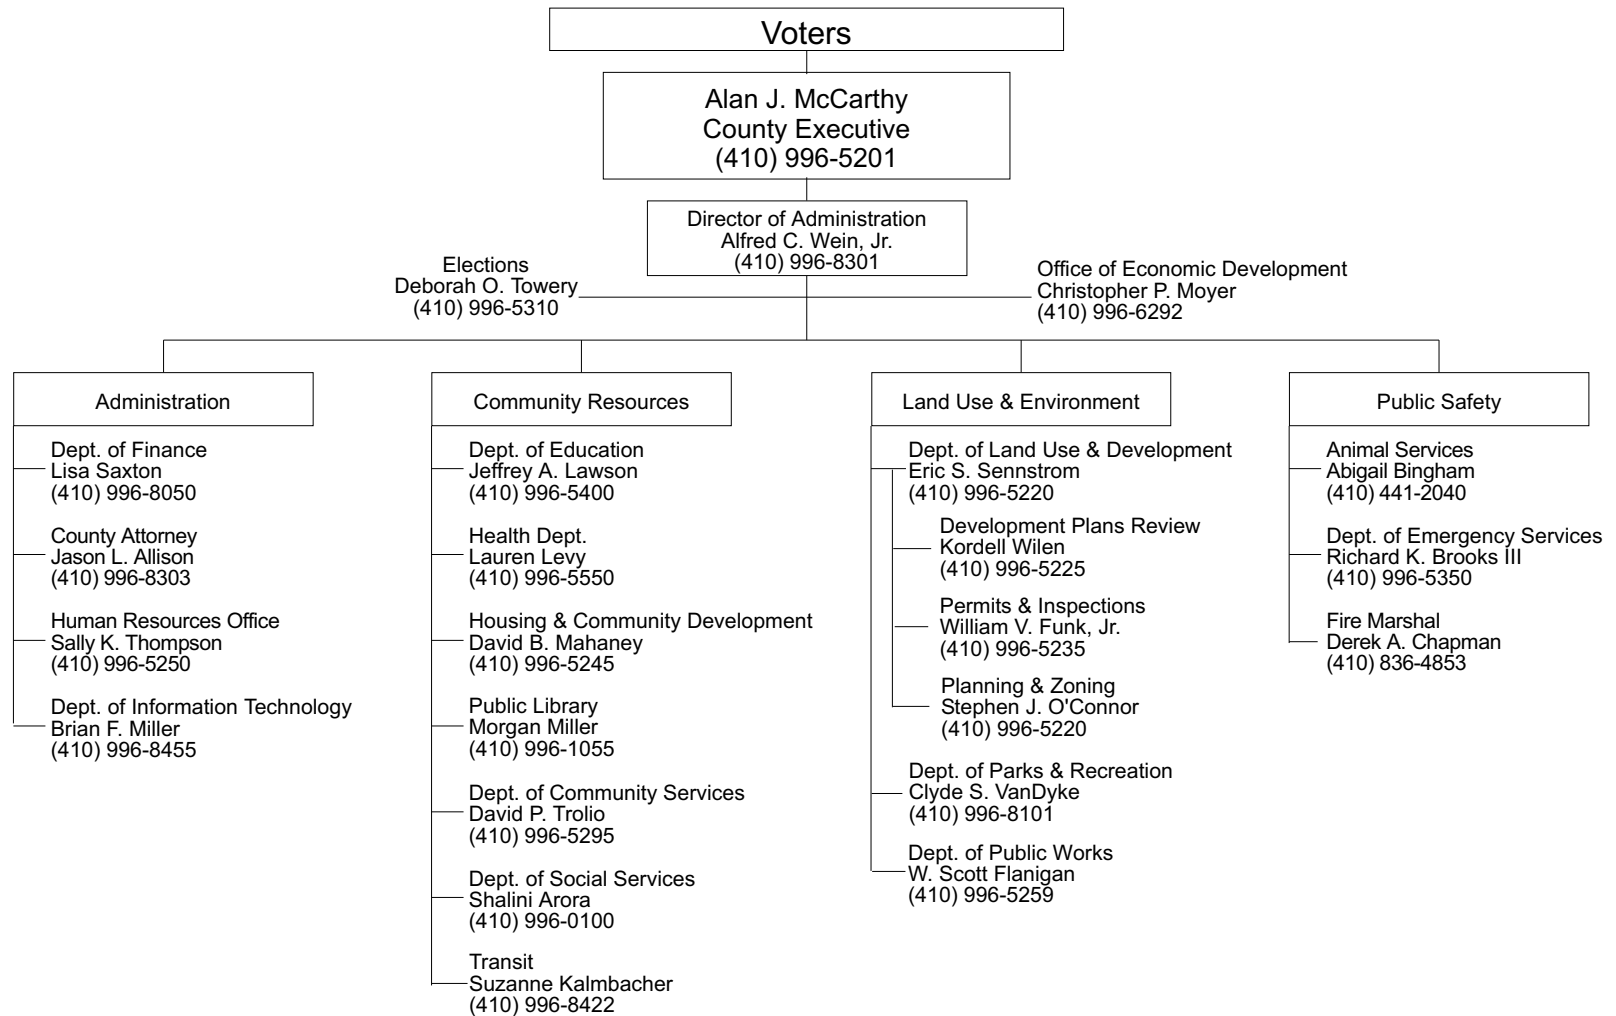 Voters
Alan J. McCarthy
County Executive
(410) 996-5201
Director of Administration
Alfred C. Wein, Jr.
(410) 996-8301
Elections
Deborah O. Towery
(410) 996-5310
Office of Economic Development
Christopher P. Moyer
(410) 996-6292
Administration
Dept. of Finance
Lisa Saxton
(410) 996-8050
County Attorney
Jason L. Allison
(410) 996-8303
Human Resources Office
Sally K. Thompson
(410) 996-5250
Dept. of Information Technology
Brian F. Miller
(410) 996-8455
Community Resources
Dept. of Education
Jeffrey A. Lawson
(410) 996-5400
Health Dept.
Lauren Levy
(410) 996-5550
Housing & Community Development
David B. Mahaney
(410) 996-5245
Public Library
Morgan Miller
(410) 996-1055
Dept. of Community Services
David P. Trolio
(410) 996-5295
Dept. of Social Services
Shalini Arora
(410) 996-0100
Transit
Suzanne Kalmbacher
(410) 996-8422
Land Use & Environment
Dept. of Land Use & Development
Eric S. Sennstrom
(410) 996-5220
Development Plans Review
Kordell Wilen
(410) 996-5225
Permits & Inspections
William V. Funk, Jr.
(410) 996-5235
Planning & Zoning
Stephen J. O'Connor
(410) 996-5220
Dept. of Parks & Recreation
Clyde S. VanDyke
(410) 996-8101
Dept. of Public Works
W. Scott Flanigan
(410) 996-5259
Public Safety
Animal Services
Abigail Bingham
(410) 441-2040
Dept. of Emergency Services
Richard K. Brooks III
(410) 996-5350
Fire Marshal
Derek A. Chapman
(410) 836-4853